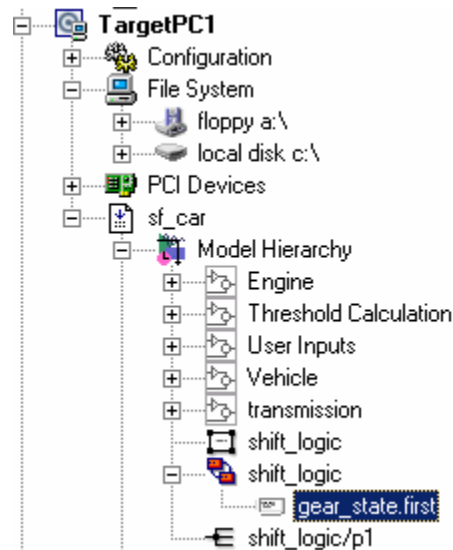 TargetPC1
Configuration
File System
floppy a:\
local disk c:\
PCI Devices
sf_car
Model Hierarchy
Engine
Threshold Calculation
User Inputs
Vehicle
transmission
shift_logic
shift_logic
gear_state.first
shift_logic/p1